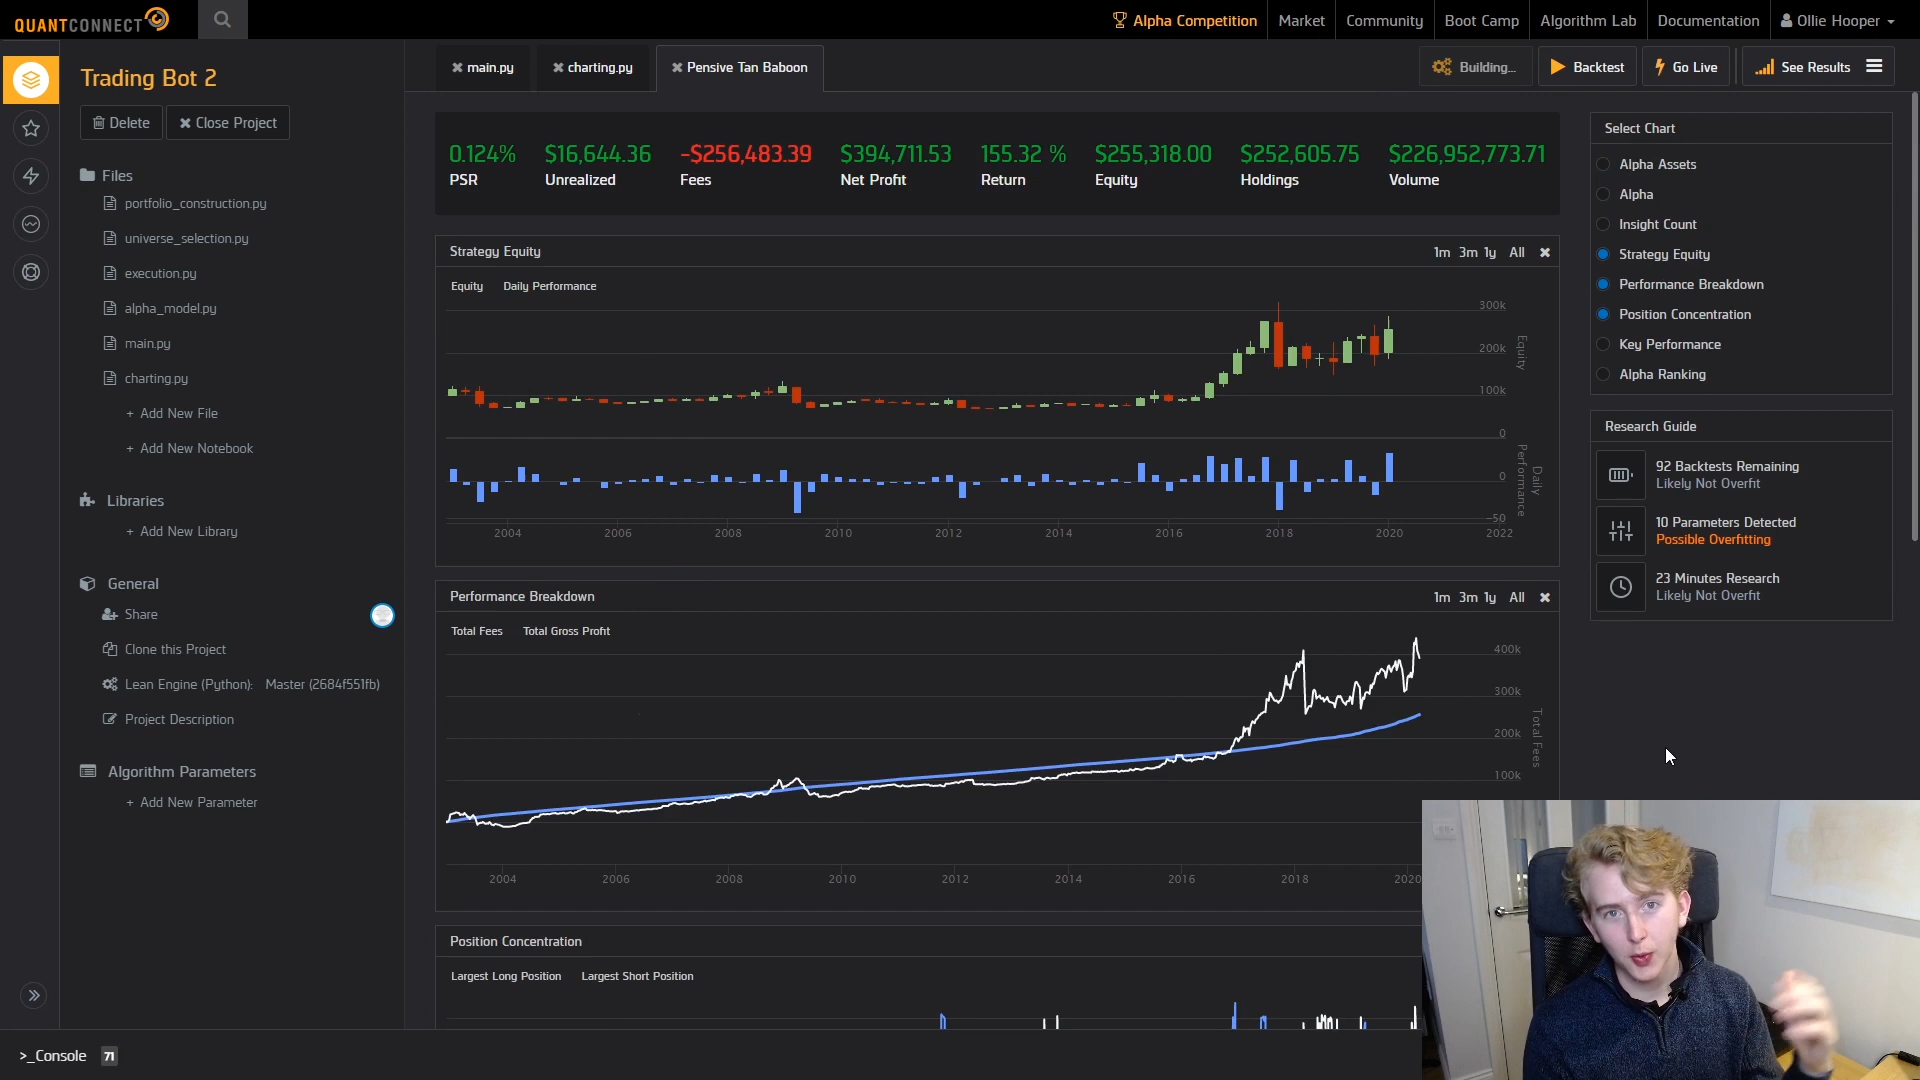 QUANTCONNECT
Alpha Competition
Market
Community
Boot Camp
Algorithm Lab
Documentation
Ollie Hooper
Trading Bot 2
Delete
Close Project
Files
portfolio_construction.py
universe_selection.py
execution.py
alpha_model.py
main.py
charting.py
+ Add New File
+ Add New Notebook
Libraries
+ Add New Library
General
Share
Clone this Project
Lean Engine (Python): Master (2684f551fb)
Project Description
Algorithm Parameters
+ Add New Parameter
>_Console 71
main.py
charting.py
Pensive Tan Baboon
Building...
Backtest
Go Live
See Results
0.124% $16,644.36 -$256,483.39 $394,711.53 155.32 % $255,318.00 $252,605.75 $226,952,773.71
PSR Unrealized Fees Net Profit Return Equity Holdings Volume
Strategy Equity
1m 3m 1y All
Equity Daily Performance
300k
200k
100k
0
Equity
0
-50
Daily
Performance
2004 2006 2008 2010 2012 2014 2016 2018 2020 2022
Performance Breakdown
1m 3m 1y All
Total Fees Total Gross Profit
400k
300k
200k
100k
Total Fees
2004 2006 2008 2010 2012 2014 2016 2018 2020
Position Concentration
Largest Long Position Largest Short Position
Select Chart
Alpha Assets
Alpha
Insight Count
Strategy Equity
Performance Breakdown
Position Concentration
Key Performance
Alpha Ranking
Research Guide
92 Backtests Remaining
Likely Not Overfit
10 Parameters Detected
Possible Overfitting
23 Minutes Research
Likely Not Overfit